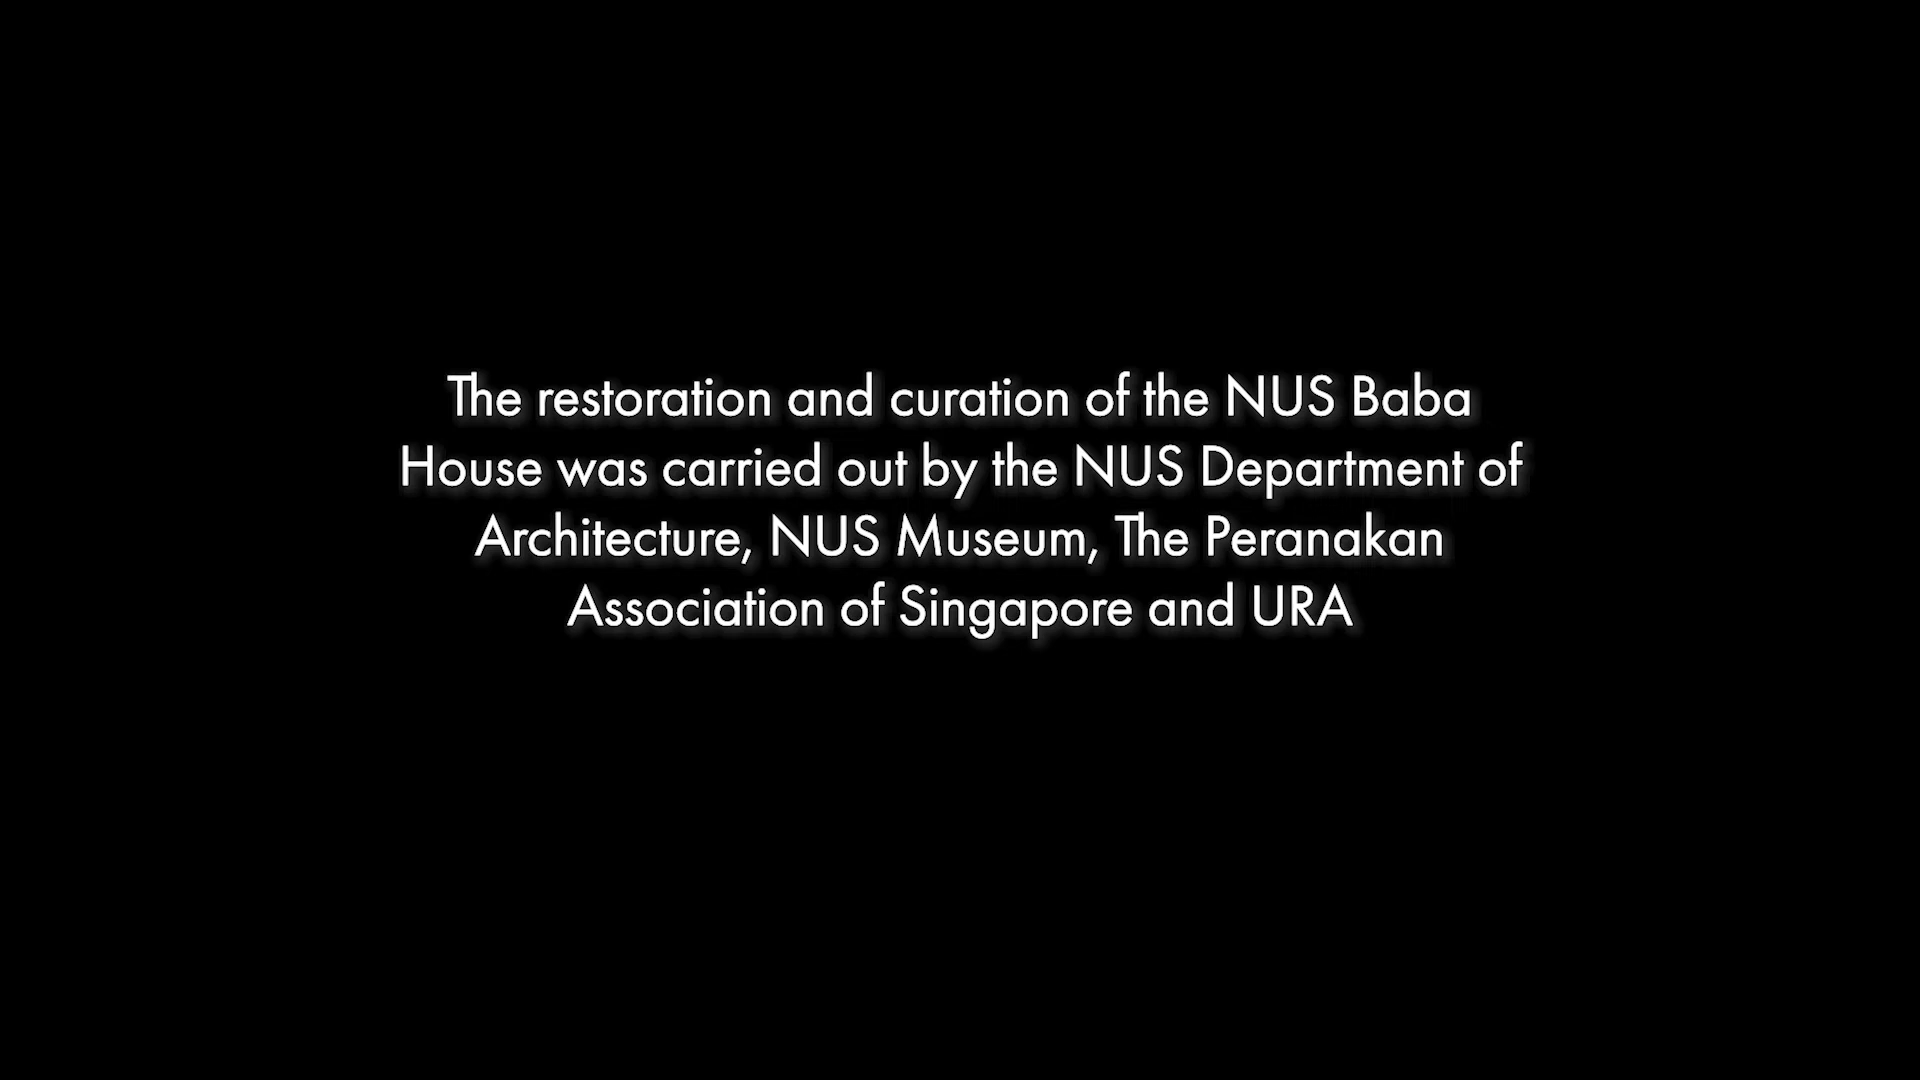 The restoration and curation of the NUS Baba
House was carried out by the NUS Department of
Architecture, NUS Museum, The Peranakan
Association of Singapore and URA